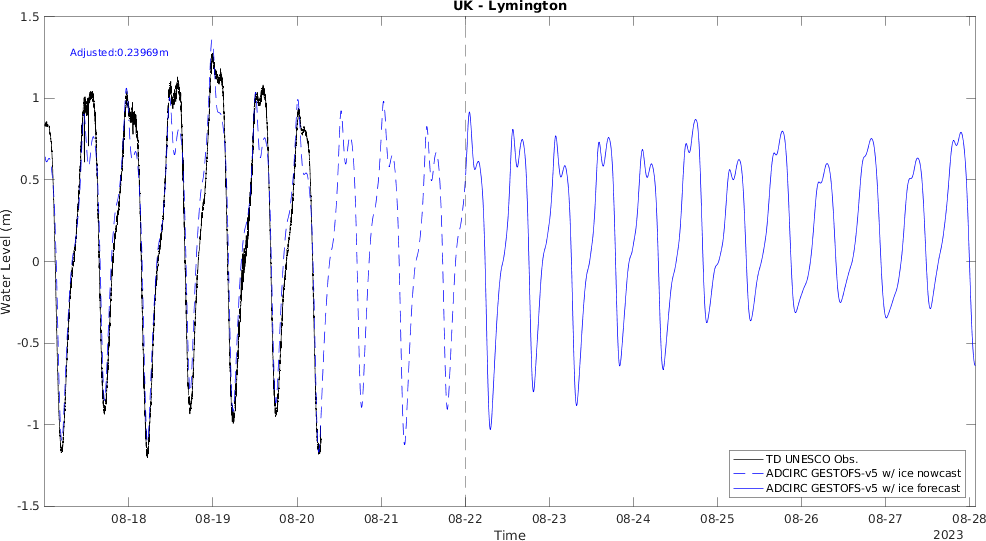 UK - Lymington
Adjusted:0.23969m
Water Level (m)
1.5
1
0.5
0
-0.5
-1
-1.5
TD UNESCO Obs.
ADCIRC GESTOFS-v5 w/ ice nowcast
ADCIRC GESTOFS-v5 w/ ice forecast
08-18 08-19 08-20 08-21 08-22 08-23 08-24 08-25 08-26 08-27 08-28
Time
2023